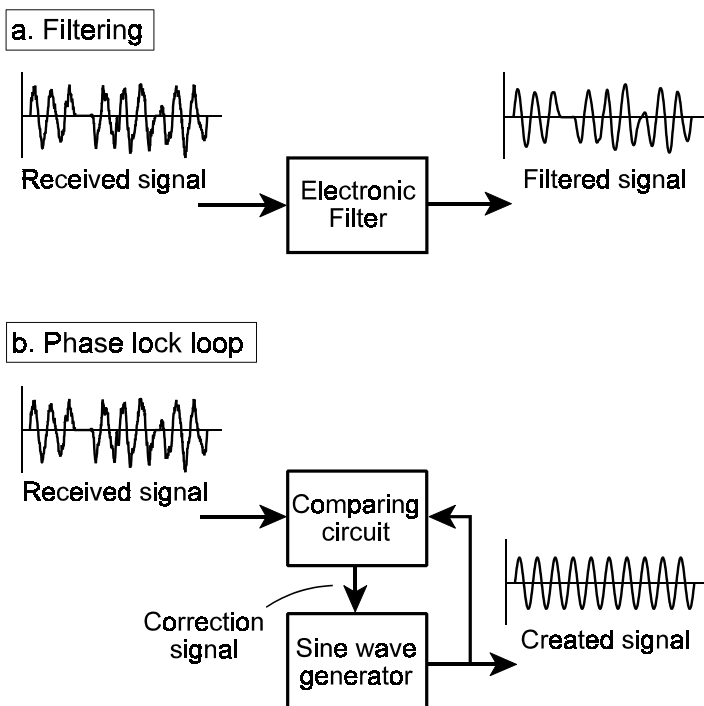 a. Filtering
Received signal
Electronic
Filter
Filtered signal
b. Phase lock loop
Received signal
Comparing
circuit
Correction
signal
Sine wave
generator
Created signal